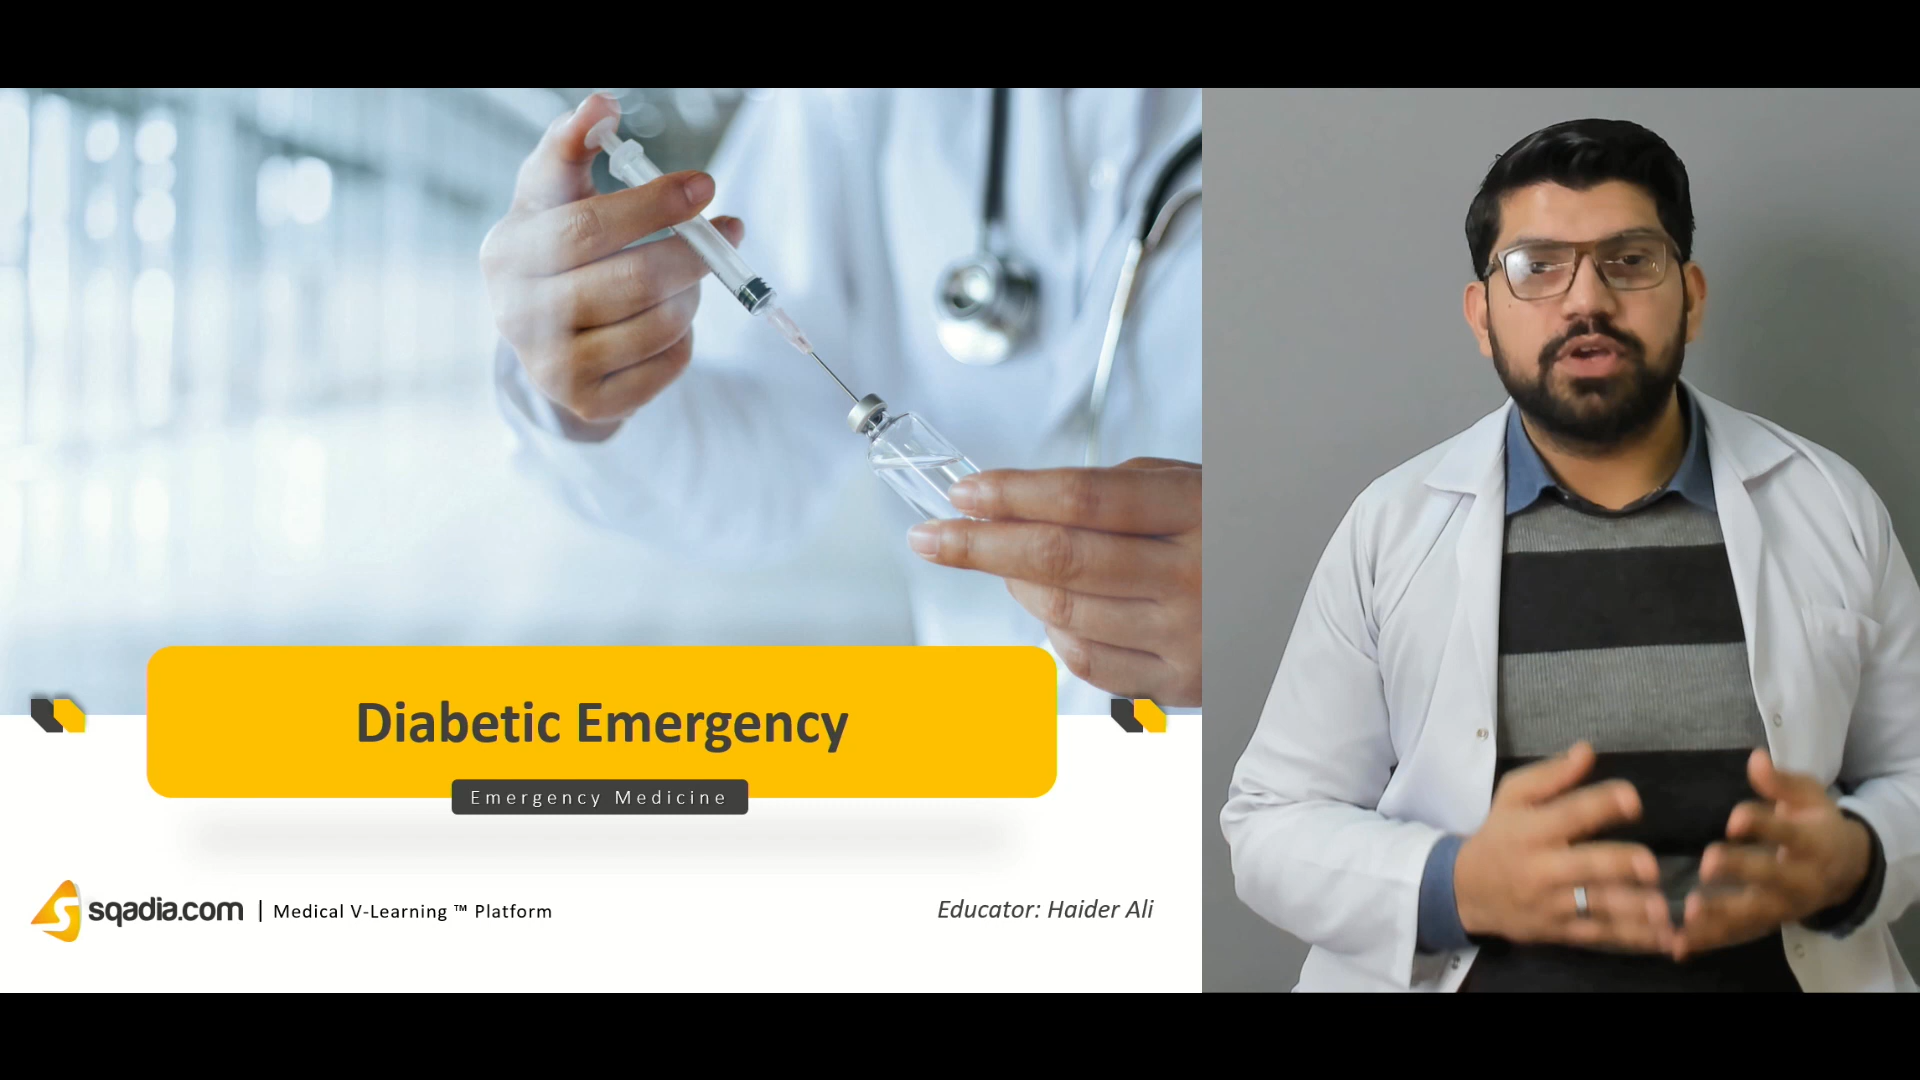 Diabetic Emergency
Emergency Medicine
sqadia.com | Medical V-Learning ™ Platform
Educator: Haider Ali